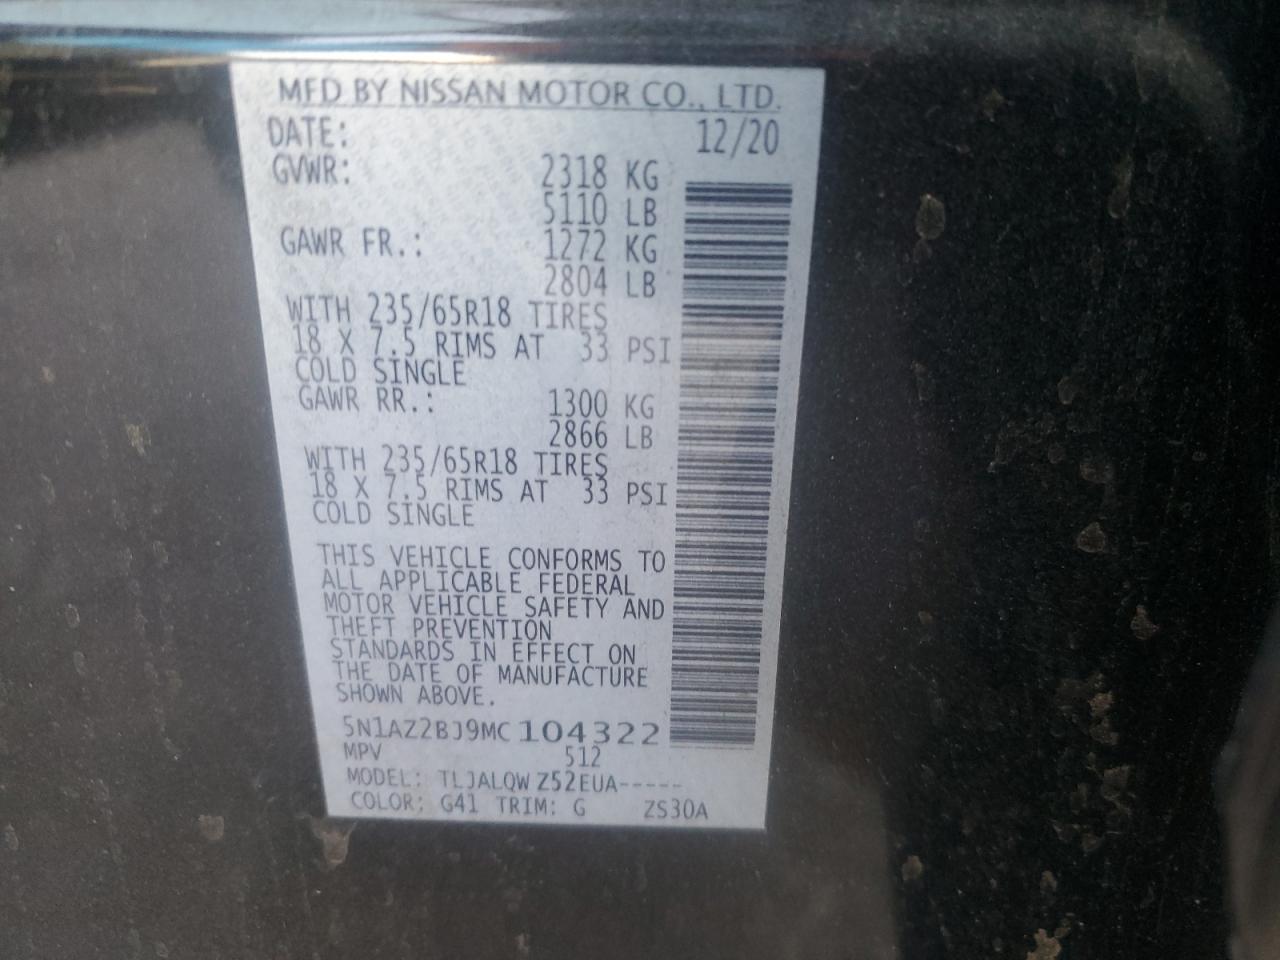 MFD BY NISSAN MOTOR CO., LTD.
DATE: 12/20
GVWR: 2318 KG
5110 LB
GAWR FR.: 1272 KG
2804 LB
WITH 235/65R18 TIRES
18 X 7.5 RIMS AT 33 PSI
COLD SINGLE
GAWR RR.: 1300 KG
2866 LB
WITH 235/65R18 TIRES
18 X 7.5 RIMS AT 33 PSI
COLD SINGLE
THIS VEHICLE CONFORMS TO
ALL APPLICABLE FEDERAL
MOTOR VEHICLE SAFETY AND
THEFT PREVENTION
STANDARDS IN EFFECT ON
THE DATE OF MANUFACTURE
SHOWN ABOVE.
5N1AZ2BJ9MC104322
MPV 512
MODEL: TLJALQW Z52EUA-----
COLOR: G41 TRIM: G ZS30A